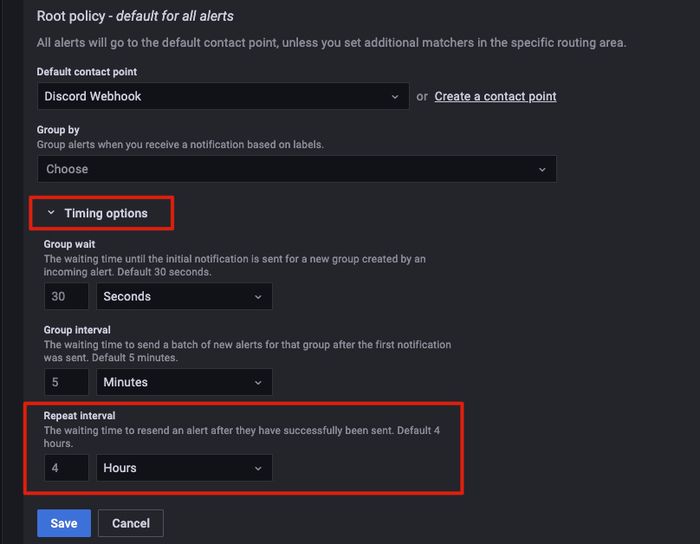 Root policy - default for all alerts
All alerts will go to the default contact point, unless you set additional matchers in the specific routing area.
Default contact point
Discord Webhook or Create a contact point
Group by
Group alerts when you receive a notification based on labels.
Choose
Timing options
Group wait
The waiting time until the initial notification is sent for a new group created by an
incoming alert. Default 30 seconds.
30 Seconds
Group interval
The waiting time to send a batch of new alerts for that group after the first notification
was sent. Default 5 minutes.
5 Minutes
Repeat interval
The waiting time to resend an alert after they have successfully been sent. Default 4
hours.
4 Hours
Save Cancel